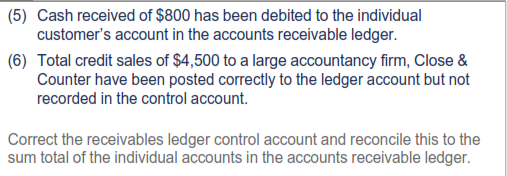 (5) Cash received of $800 has been debited to the individual
customer's account in the accounts receivable ledger.
(6) Total credit sales of $4,500 to a large accountancy firm, Close &
Counter have been posted correctly to the ledger account but not
recorded in the control account.
Correct the receivables ledger control account and reconcile this to the
sum total of the individual accounts in the accounts receivable ledger.